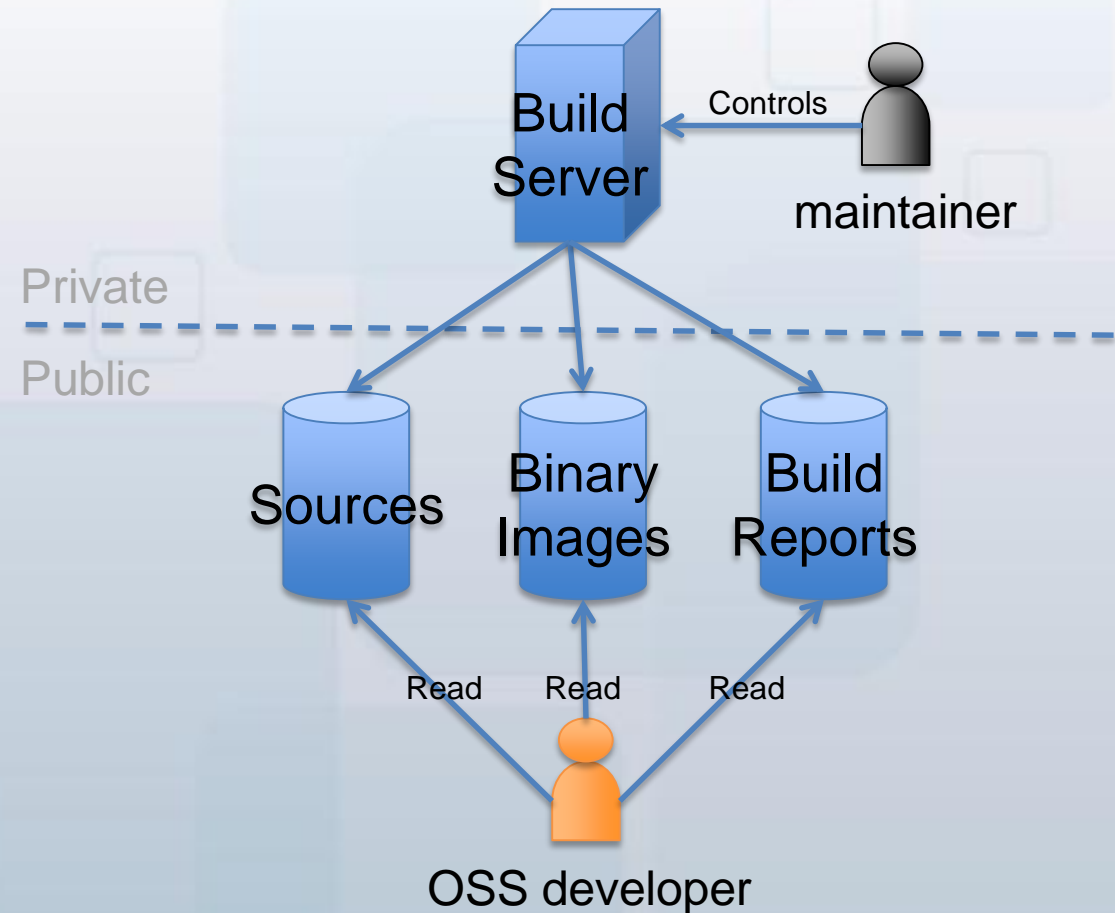 Build
Server
Controls
maintainer
Private
Public
Sources
Binary
Images
Build
Reports
Read
Read
Read
OSS developer